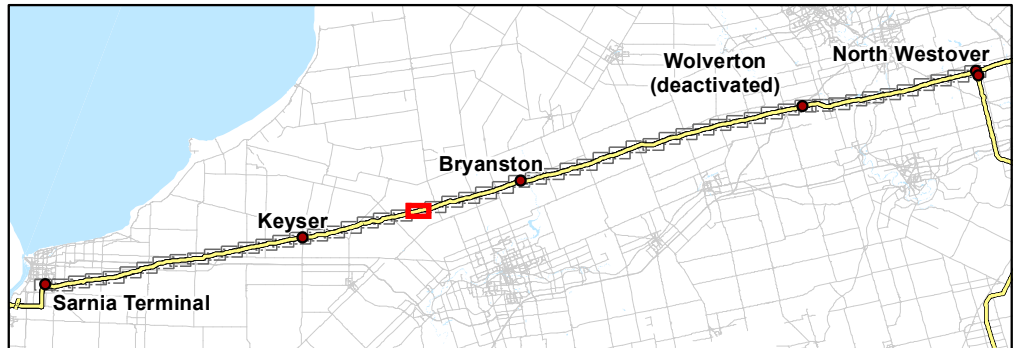 Wolverton
(deactivated)
North Westover
Bryanston
Keyser
Sarnia Terminal